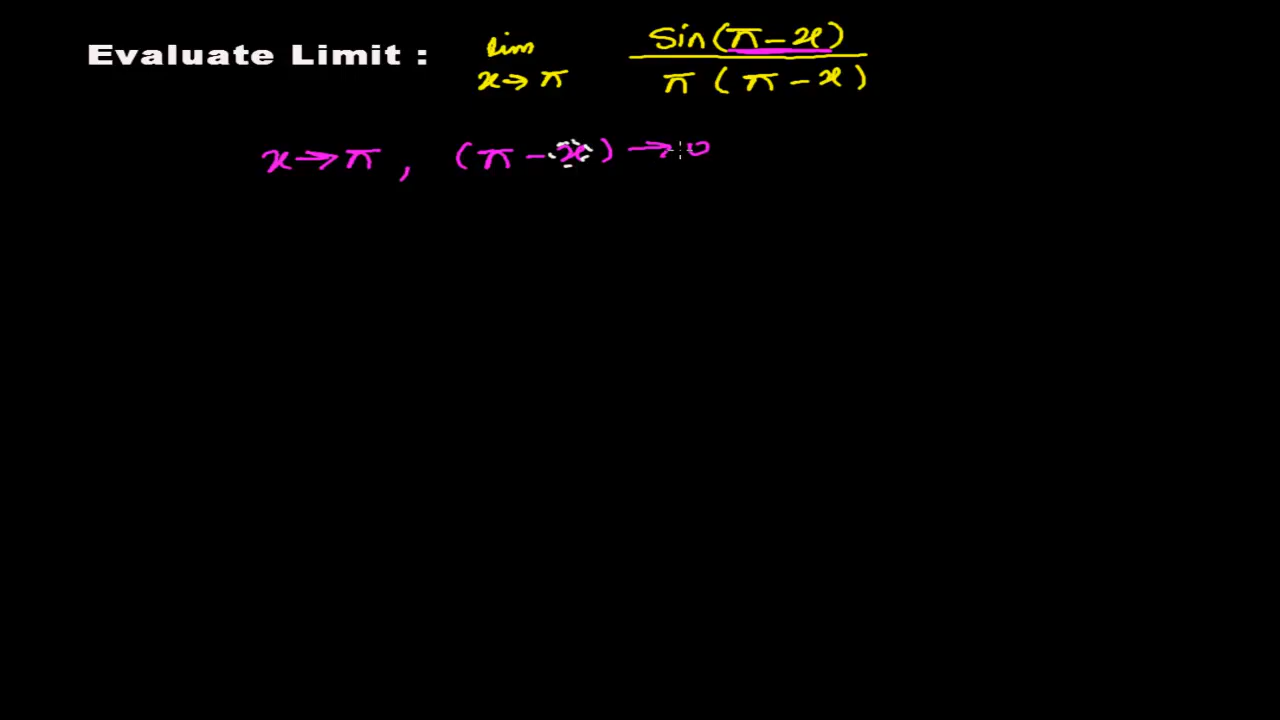 Evaluate Limit : lim x→π sin(π-x) / π(π-x)
x→π, (π-x)→0